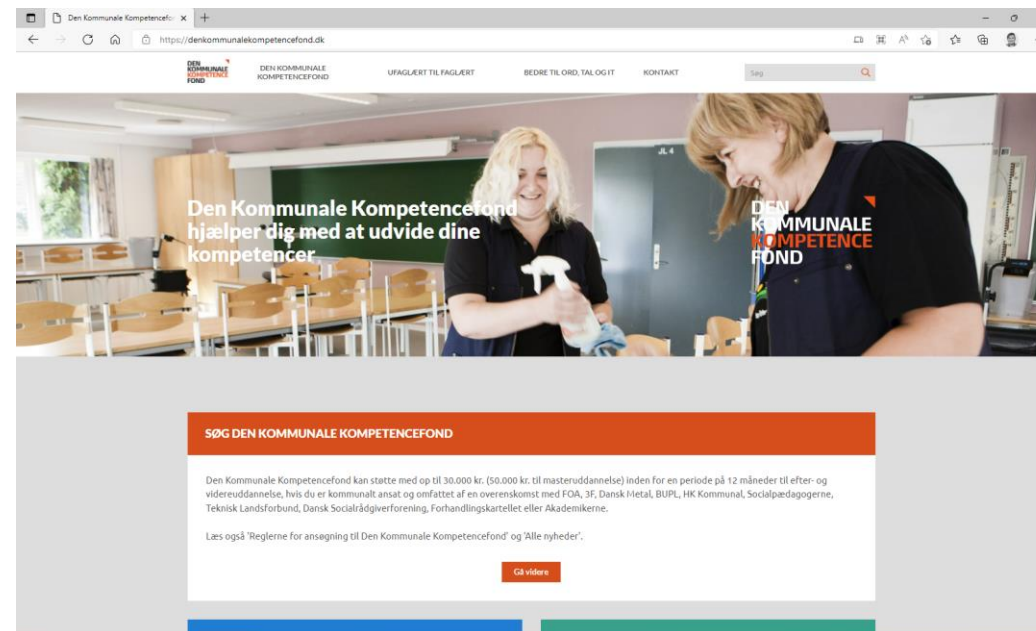 Den Kommunale Kompetencefo
https://denkommunalekompetencefond.dk
DEN
KOMMUNALE
KOMPETENCE
FOND
DEN KOMMUNALE
KOMPETENCEFOND
UFAGLÆRT TIL FAGLÆRT
BEDRE TIL ORD, TAL OG IT
KONTAKT
Søg
JL 4
Den Kommunale Kompetencefond
hjælper dig med at udvide dine
kompetencer
DEN
KOMMUNALE
KOMPETENCE
FOND
SØG DEN KOMMUNALE KOMPETENCEFOND
Den Kommunale Kompetencefond kan støtte med op til 30.000 kr. (50.000 kr. til masteruddannelse) inden for en periode på 12 måneder til efter- og
videreuddannelse, hvis du er kommunalt ansat og omfattet af en overenskomst med FOA, 3F, Dansk Metal, BUPL, HK Kommunal, Socialpædagogerne,
Teknisk Landsforbund, Dansk Socialrådgiverforening, Forhandlingskartellet eller Akademikerne.
Læs også 'Reglerne for ansøgning til Den Kommunale Kompetencefond' og 'Alle nyheder'.
Gå videre